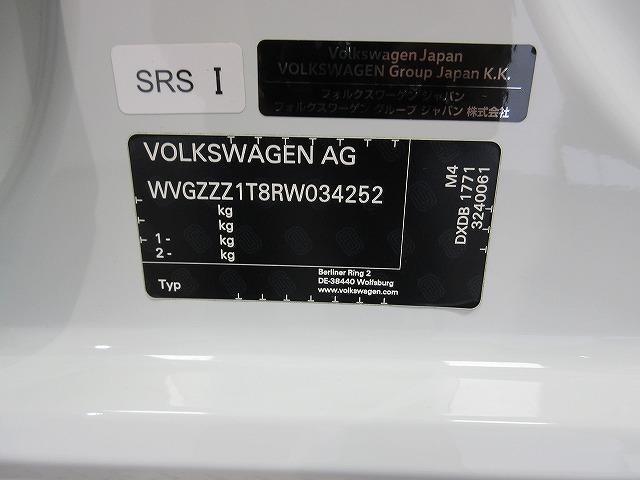 SRS I
Volkswagen Japan
VOLKSWAGEN Group Japan K.K.
フォルクスワーゲン ジャパン
フォルクスワーゲン グループ ジャパン 株式会社
VOLKSWAGEN AG
WVGZZZ1T8RW034252
kg
kg
1 - kg
2 - kg
Typ
Berliner Ring 2
DE-38440 Wolfsburg
www.volkswagen.com
M4
DXDB 1771
3240061